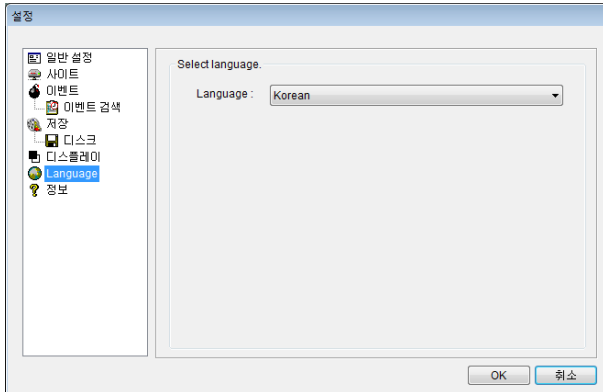 설정
일반 설정
사이트
이벤트
이벤트 검색
저장
디스크
디스플레이
Language
정보
Select language.
Language : Korean
OK 취소